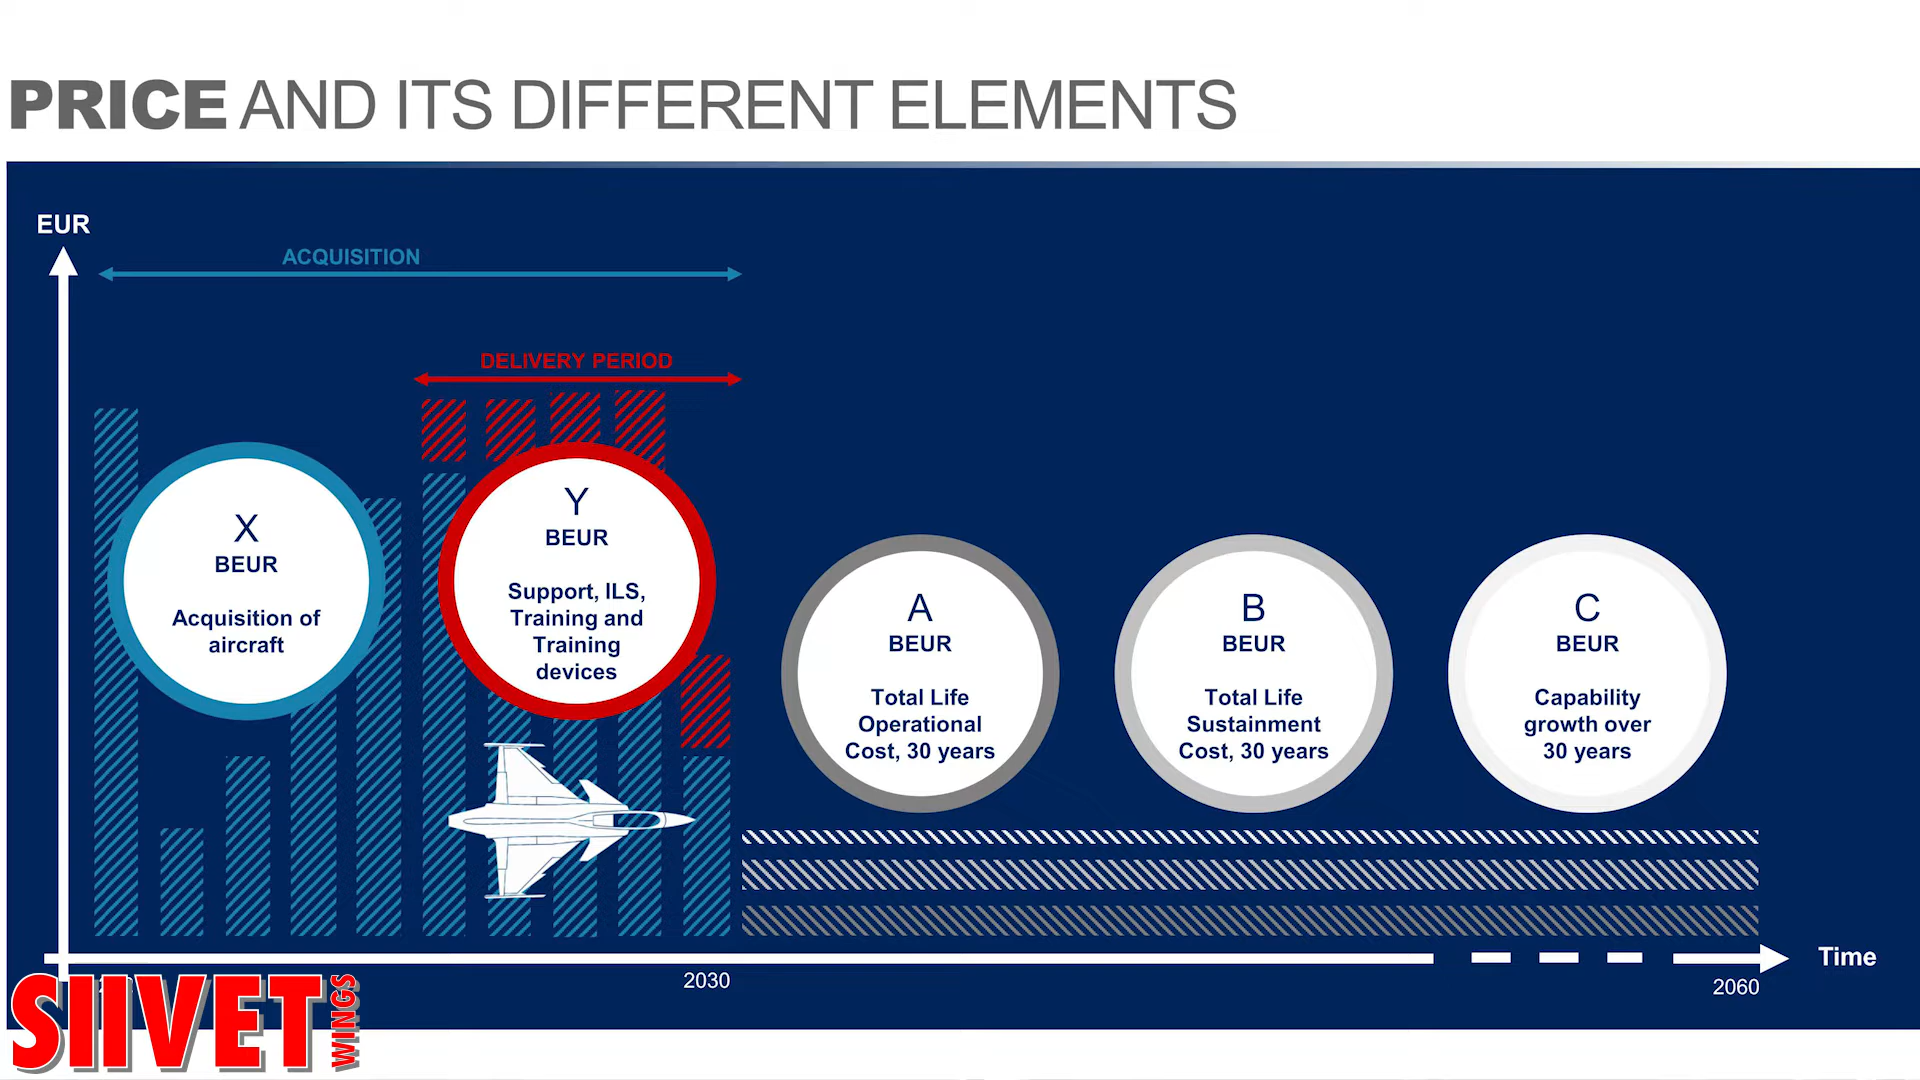 PRICE AND ITS DIFFERENT ELEMENTS
EUR
ACQUISITION
DELIVERY PERIOD
X
BEUR
Acquisition of
aircraft
Y
BEUR
Support, ILS,
Training and
Training
devices
A
BEUR
Total Life
Operational
Cost, 30 years
B
BEUR
Total Life
Sustainment
Cost, 30 years
C
BEUR
Capability
growth over
30 years
Time
2030
2060
SIIVET
WINGS